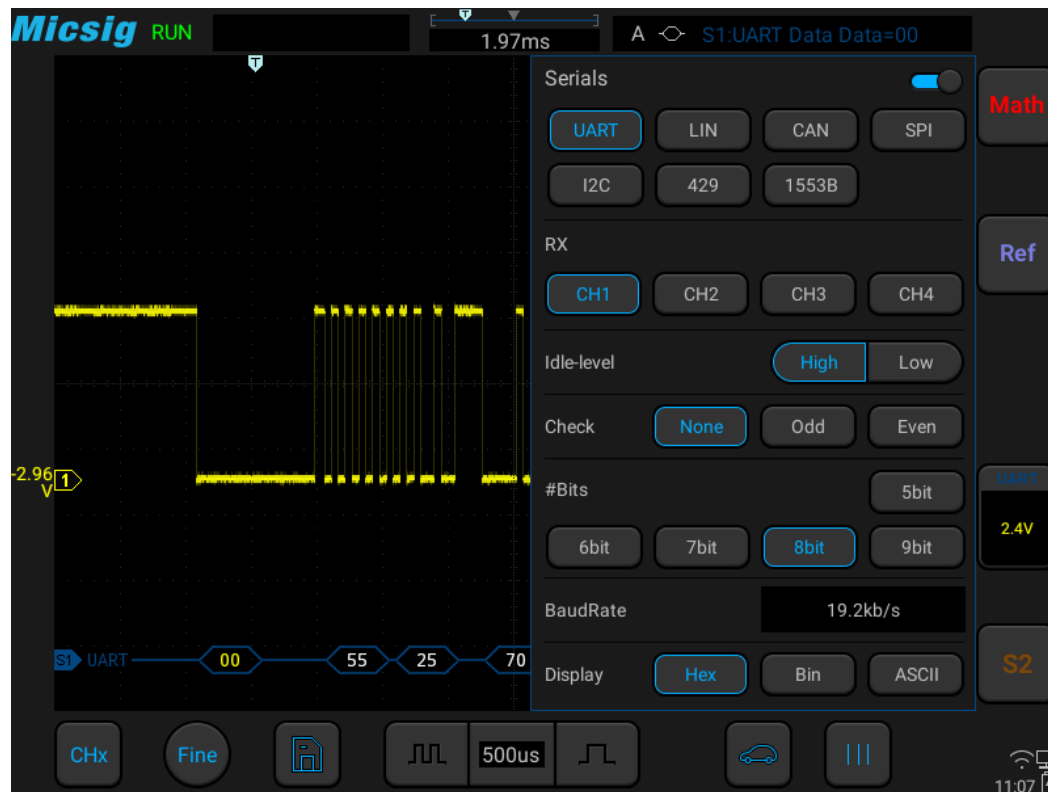 Micsig RUN
T
1.97ms
A S1:UART Data Data=00
T
Serials
Math
UART LIN CAN SPI
I2C 429 1553B
RX
Ref
CH1 CH2 CH3 CH4
Idle-level High Low
Check None Odd Even
-2.96
V 1
#Bits 5bit
UART
2.4V
6bit 7bit 8bit 9bit
BaudRate 19.2kb/s
S1 UART 00 55 25 70
Display Hex Bin ASCII
S2
CHx Fine 500us
11:07